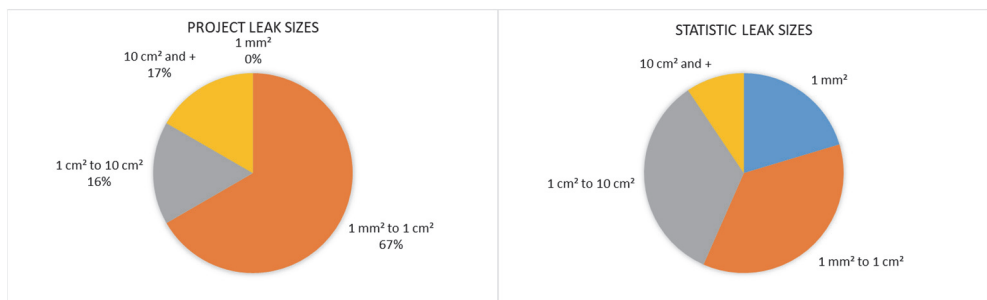 PROJECT LEAK SIZES
1 mm²
0%
10 cm² and +
17%
1 cm² to 10 cm²
16%
1 mm² to 1 cm²
67%
STATISTIC LEAK SIZES
10 cm² and +
1 mm²
1 cm² to 10 cm²
1 mm² to 1 cm²